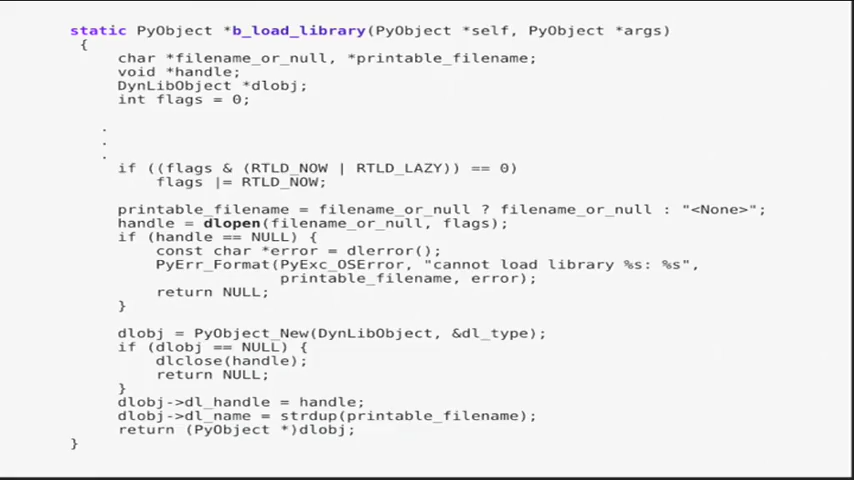 static PyObject *b_load_library(PyObject *self, PyObject *args)
{
char *filename_or_null, *printable_filename;
void *handle;
DynLibObject *dlobj;
int flags = 0;
.
.
.
if ((flags & (RTLD_NOW | RTLD_LAZY)) == 0)
flags |= RTLD_NOW;
printable_filename = filename_or_null ? filename_or_null : "<None>";
handle = dlopen(filename_or_null, flags);
if (handle == NULL) {
const char *error = dlerror();
PyErr_Format(PyExc_OSError, "cannot load library %s: %s",
printable_filename, error);
return NULL;
}
dlobj = PyObject_New(DynLibObject, &dl_type);
if (dlobj == NULL) {
dlclose(handle);
return NULL;
}
dlobj->dl_handle = handle;
dlobj->dl_name = strdup(printable_filename);
return (PyObject *)dlobj;
}